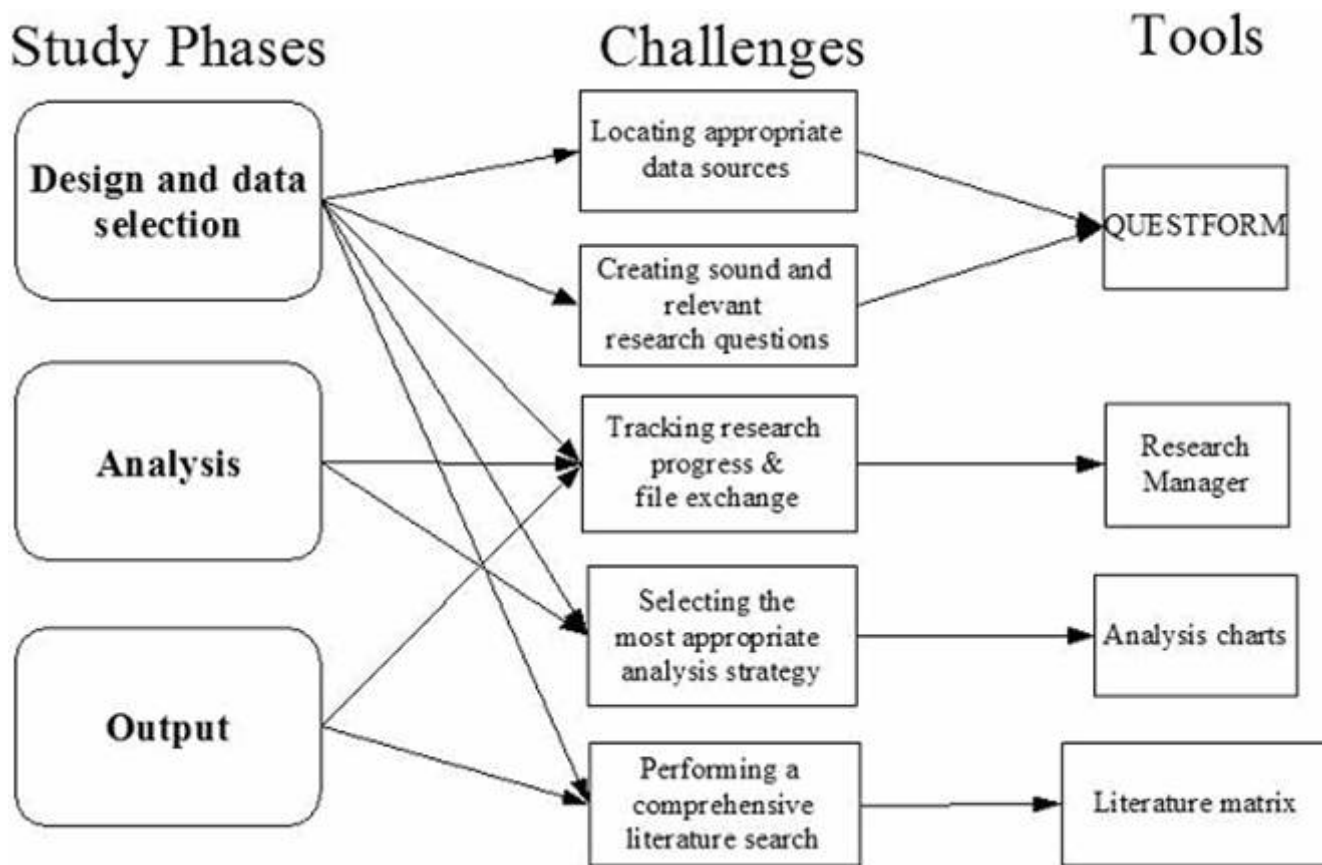 Study Phases
Challenges
Tools
Design and data
selection
Analysis
Output
Locating appropriate
data sources
Creating sound and
relevant
research questions
Tracking research
progress &
file exchange
Selecting the
most appropriate
analysis strategy
Performing a
comprehensive
literature search
QUESTFORM
Research
Manager
Analysis charts
Literature matrix